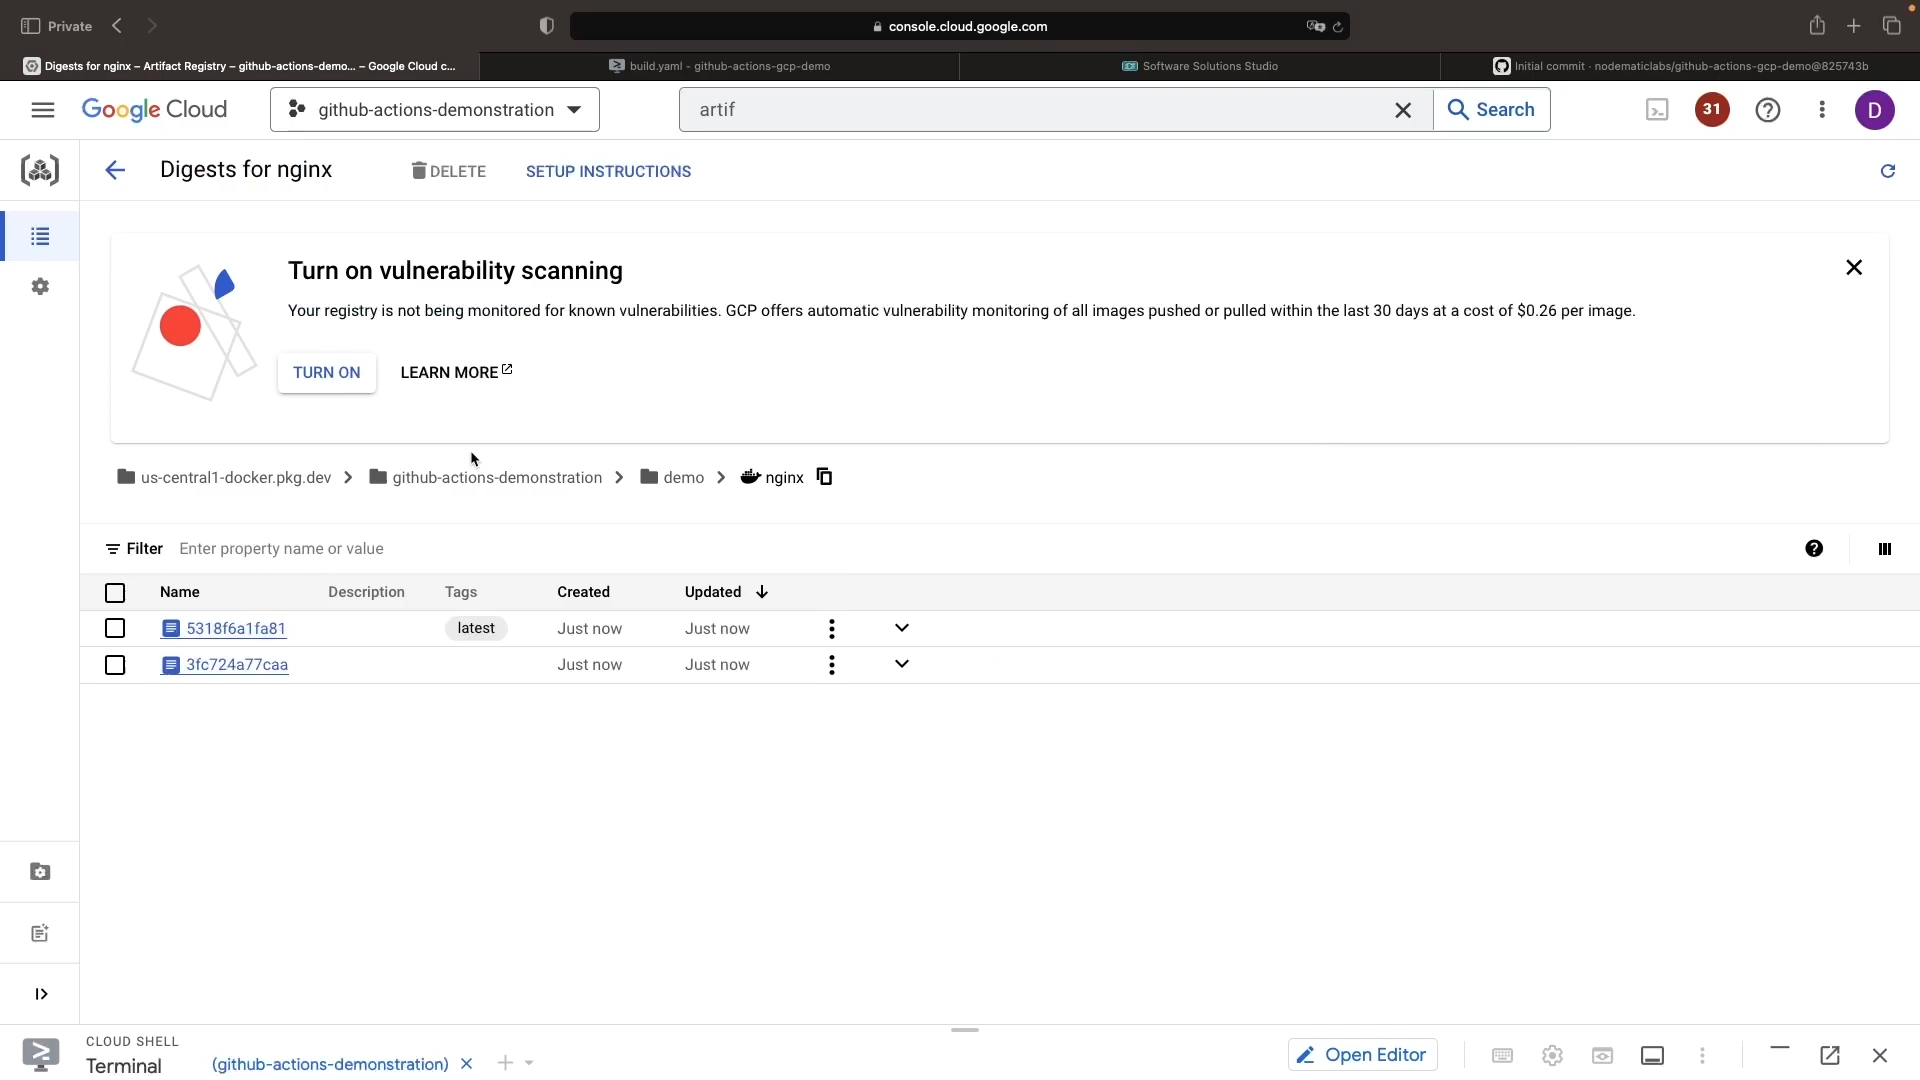 Private
console.cloud.google.com
Digests for nginx – Artifact Registry – github-actions-demo... – Google Cloud c...
build.yaml - github-actions-gcp-demo
Software Solutions Studio
Initial commit · nodematiclabs/github-actions-gcp-demo@825743b
Google Cloud
github-actions-demonstration
artif
Search
31
D
Digests for nginx
DELETE
SETUP INSTRUCTIONS
Turn on vulnerability scanning
Your registry is not being monitored for known vulnerabilities. GCP offers automatic vulnerability monitoring of all images pushed or pulled within the last 30 days at a cost of $0.26 per image.
TURN ON
LEARN MORE
us-central1-docker.pkg.dev
github-actions-demonstration
demo
nginx
Filter
Enter property name or value
Name
Description
Tags
Created
Updated
5318f6a1fa81
latest
Just now
Just now
3fc724a77caa
Just now
Just now
CLOUD SHELL
Terminal
(github-actions-demonstration)
Open Editor